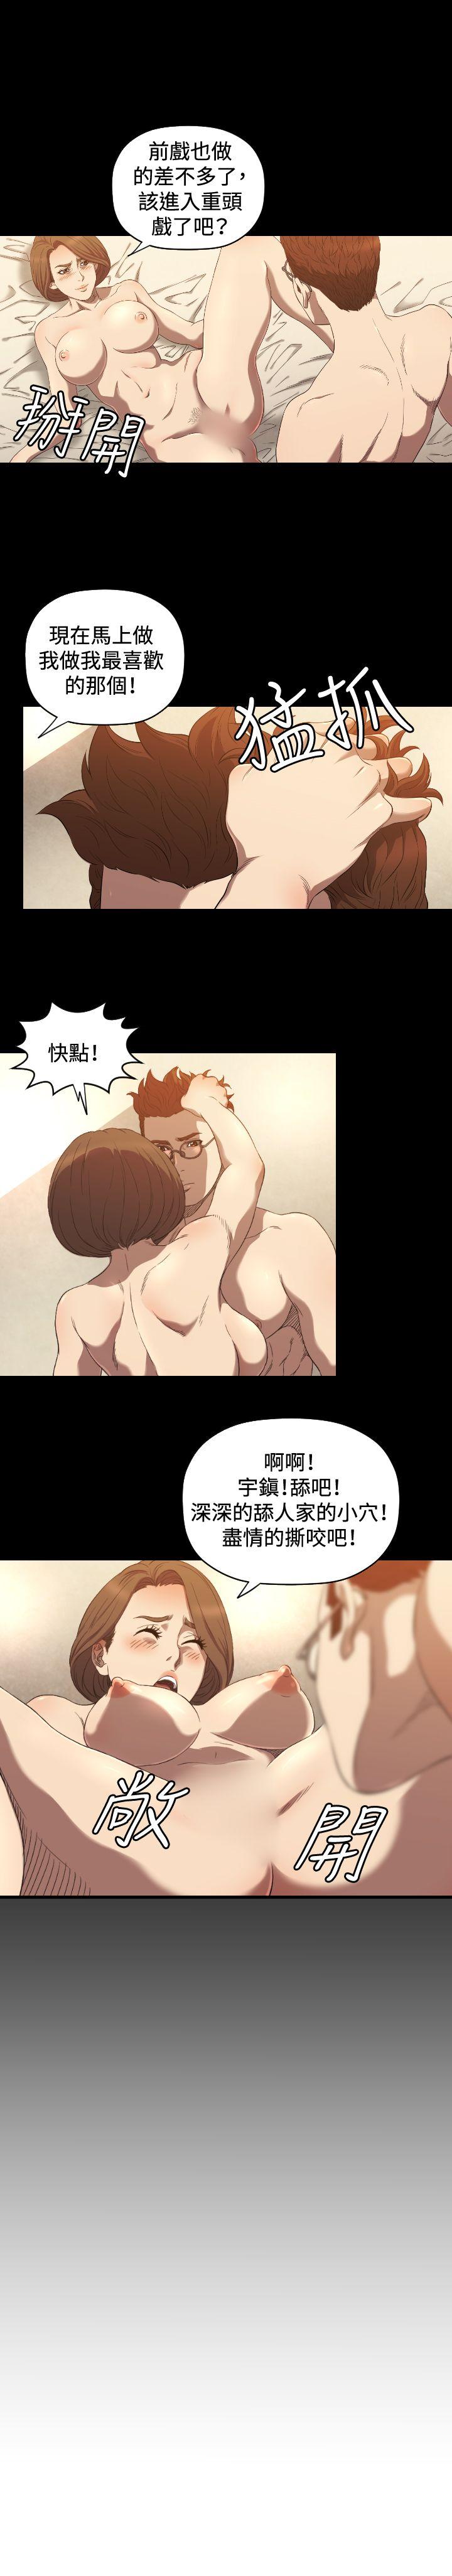 前戲也做
的差不多了,
該進入重頭
戲了吧?
掰開
現在馬上做
我做我最喜歡
的那個!
猛抓
快點!
啊啊!
宇鎭!舔吧!
深深的舔人家的小穴!
盡情的撕咬吧!
敞開